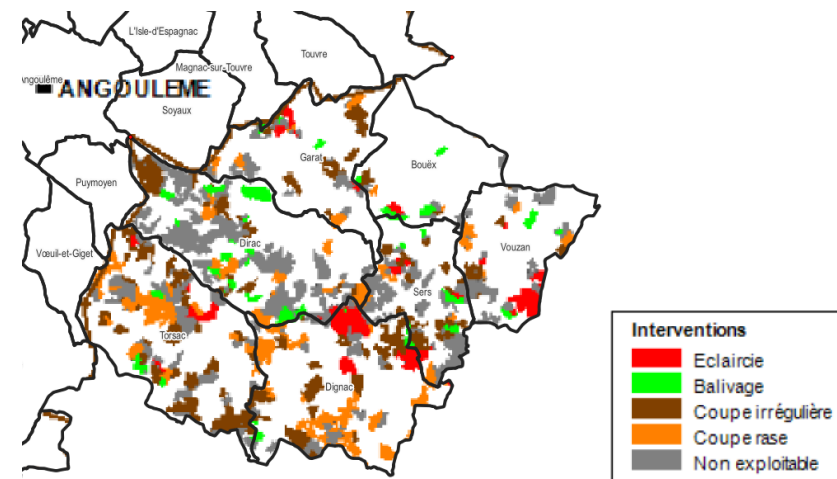 L'Isle-d'Espagnac
Touvre
Magnac-sur-Touvre
Angoulême
ANGOULEME
Soyaux
Garat
Bouëx
Puymoyen
Dirac
Vouzan
Vœuil-et-Giget
Sers
Torsac
Dignac
Interventions
Eclaircie
Balivage
Coupe irrégulière
Coupe rase
Non exploitable